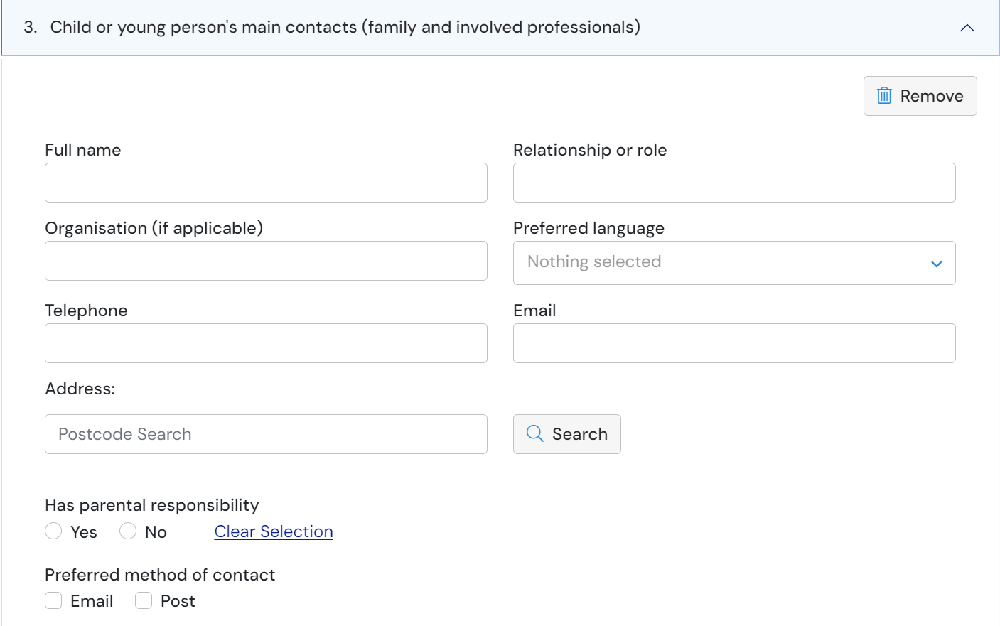 3. Child or young person's main contacts (family and involved professionals)
Remove
Full name
Relationship or role
Organisation (if applicable)
Preferred language
Nothing selected
Telephone
Email
Address:
Postcode Search
Search
Has parental responsibility
Yes No Clear Selection
Preferred method of contact
Email Post